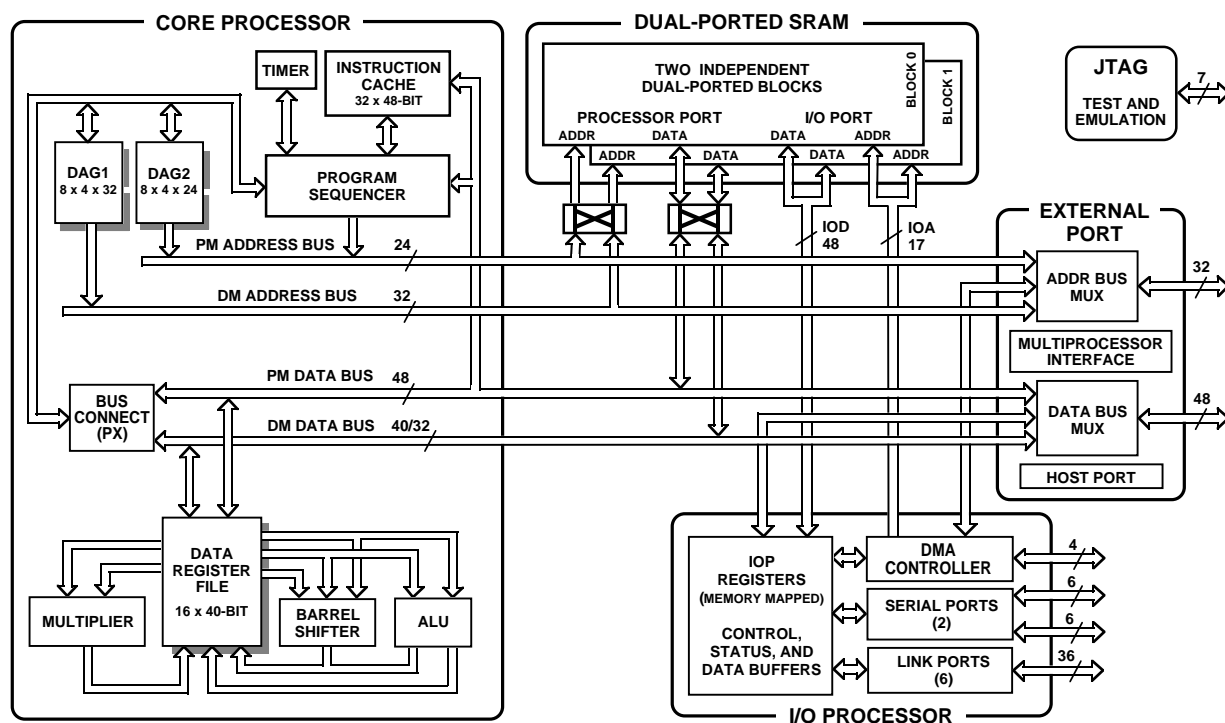 CORE PROCESSOR
TIMER
INSTRUCTION
CACHE
32 x 48-BIT
DAG1
8 x 4 x 32
DAG2
8 x 4 x 24
PROGRAM
SEQUENCER
PM ADDRESS BUS 24
DM ADDRESS BUS 32
PM DATA BUS 48
DM DATA BUS 40/32
BUS
CONNECT
(PX)
DATA
REGISTER
FILE
16 x 40-BIT
MULTIPLIER
BARREL
SHIFTER
ALU
DUAL-PORTED SRAM
TWO INDEPENDENT
DUAL-PORTED BLOCKS
PROCESSOR PORT I/O PORT
ADDR DATA DATA ADDR
ADDR DATA DATA ADDR
BLOCK 0
BLOCK 1
IOD
48
IOA
17
JTAG
TEST AND
EMULATION
7
EXTERNAL
PORT
ADDR BUS
MUX
32
MULTIPROCESSOR
INTERFACE
DATA BUS
MUX
48
HOST PORT
IOP
REGISTERS
(MEMORY MAPPED)
CONTROL,
STATUS, AND
DATA BUFFERS
DMA
CONTROLLER
4
SERIAL PORTS
(2)
6
6
LINK PORTS
(6)
36
I/O PROCESSOR